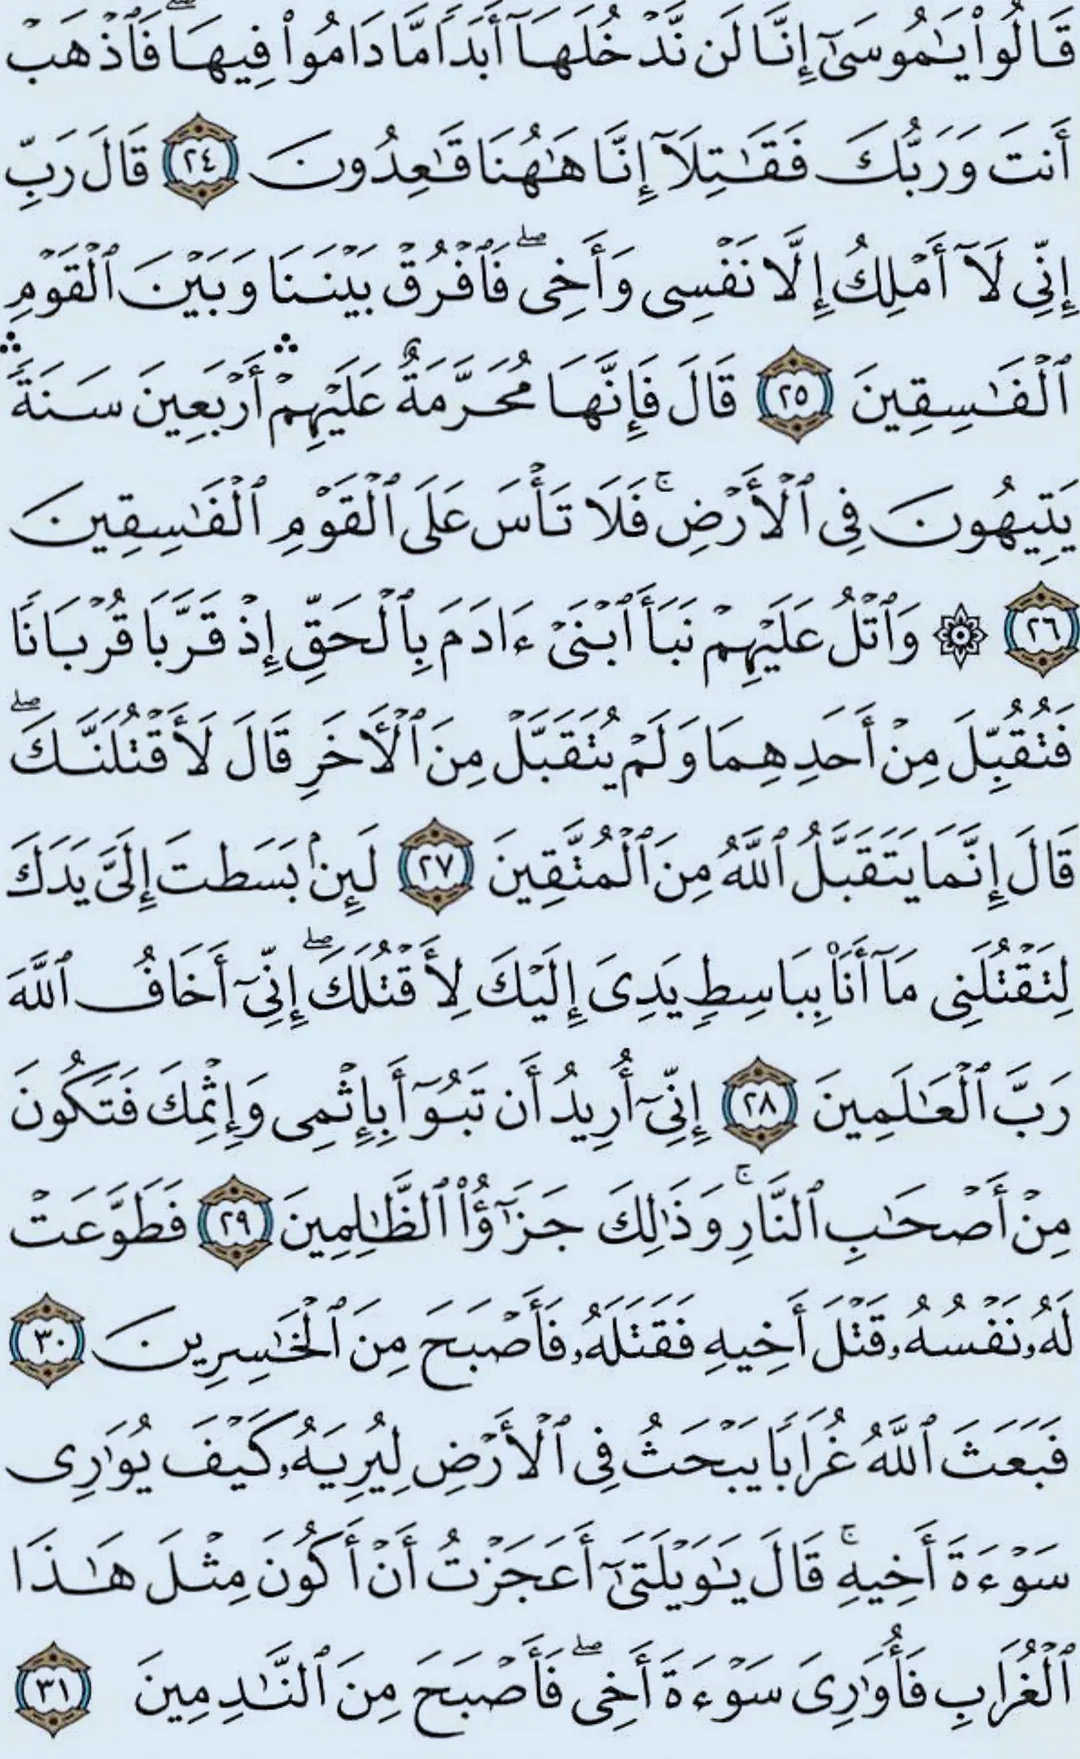 قَالُوا۟ يَـٰمُوسَىٰٓ إِنَّا لَن نَّدْخُلَهَآ أَبَدًا مَّا دَامُوا۟ فِيهَا ۖ فَٱذْهَبْ
أَنتَ وَرَبُّكَ فَقَـٰتِلَآ إِنَّا هَـٰهُنَا قَـٰعِدُونَ ٢٤ قَالَ رَبِّ
إِنِّى لَآ أَمْلِكُ إِلَّا نَفْسِى وَأَخِى ۖ فَٱفْرُقْ بَيْنَنَا وَبَيْنَ ٱلْقَوْمِ
ٱلْفَـٰسِقِينَ ٢٥ قَالَ فَإِنَّهَا مُحَرَّمَةٌ عَلَيْهِمْ ۛ أَرْبَعِينَ سَنَةً ۛ
يَتِيهُونَ فِى ٱلْأَرْضِ ۚ فَلَا تَأْسَ عَلَى ٱلْقَوْمِ ٱلْفَـٰسِقِينَ
٢٦ ۞ وَٱتْلُ عَلَيْهِمْ نَبَأَ ٱبْنَىْ ءَادَمَ بِٱلْحَقِّ إِذْ قَرَّبَا قُرْبَانًا
فَتُقُبِّلَ مِنْ أَحَدِهِمَا وَلَمْ يُتَقَبَّلْ مِنَ ٱلْـَٔاخَرِ قَالَ لَأَقْتُلَنَّكَ ۖ
قَالَ إِنَّمَا يَتَقَبَّلُ ٱللَّهُ مِنَ ٱلْمُتَّقِينَ ٢٧ لَئِنۢ بَسَطتَ إِلَىَّ يَدَكَ
لِتَقْتُلَنِى مَآ أَنَا۠ بِبَاسِطٍ يَدِىَ إِلَيْكَ لِأَقْتُلَكَ ۖ إِنِّىٓ أَخَافُ ٱللَّهَ
رَبَّ ٱلْعَـٰلَمِينَ ٢٨ إِنِّىٓ أُرِيدُ أَن تَبُوٓأَ بِإِثْمِى وَإِثْمِكَ فَتَكُونَ
مِنْ أَصْحَـٰبِ ٱلنَّارِ ۚ وَذَٰلِكَ جَزَٰٓؤُا۟ ٱلظَّـٰلِمِينَ ٢٩ فَطَوَّعَتْ
لَهُۥ نَفْسُهُۥ قَتْلَ أَخِيهِ فَقَتَلَهُۥ فَأَصْبَحَ مِنَ ٱلْخَـٰسِرِينَ ٣٠
فَبَعَثَ ٱللَّهُ غُرَابًا يَبْحَثُ فِى ٱلْأَرْضِ لِيُرِيَهُۥ كَيْفَ يُوَٰرِى
سَوْءَةَ أَخِيهِ ۚ قَالَ يَـٰوَيْلَتَىٰٓ أَعَجَزْتُ أَنْ أَكُونَ مِثْلَ هَـٰذَا
ٱلْغُرَابِ فَأُوَٰرِىَ سَوْءَةَ أَخِى ۖ فَأَصْبَحَ مِنَ ٱلنَّـٰدِمِينَ ٣١